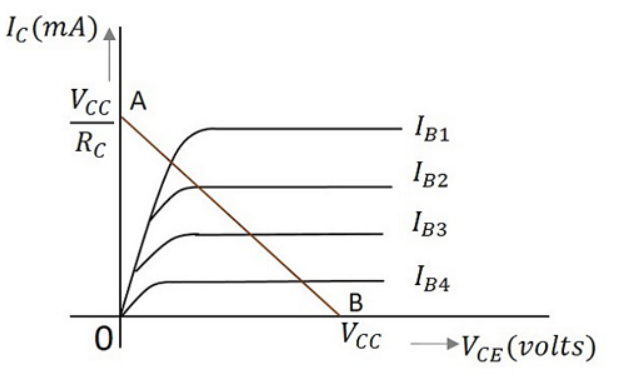 I_C(mA)
V_CC/R_C
A
I_B1
I_B2
I_B3
I_B4
B
0
V_CC
V_CE(volts)